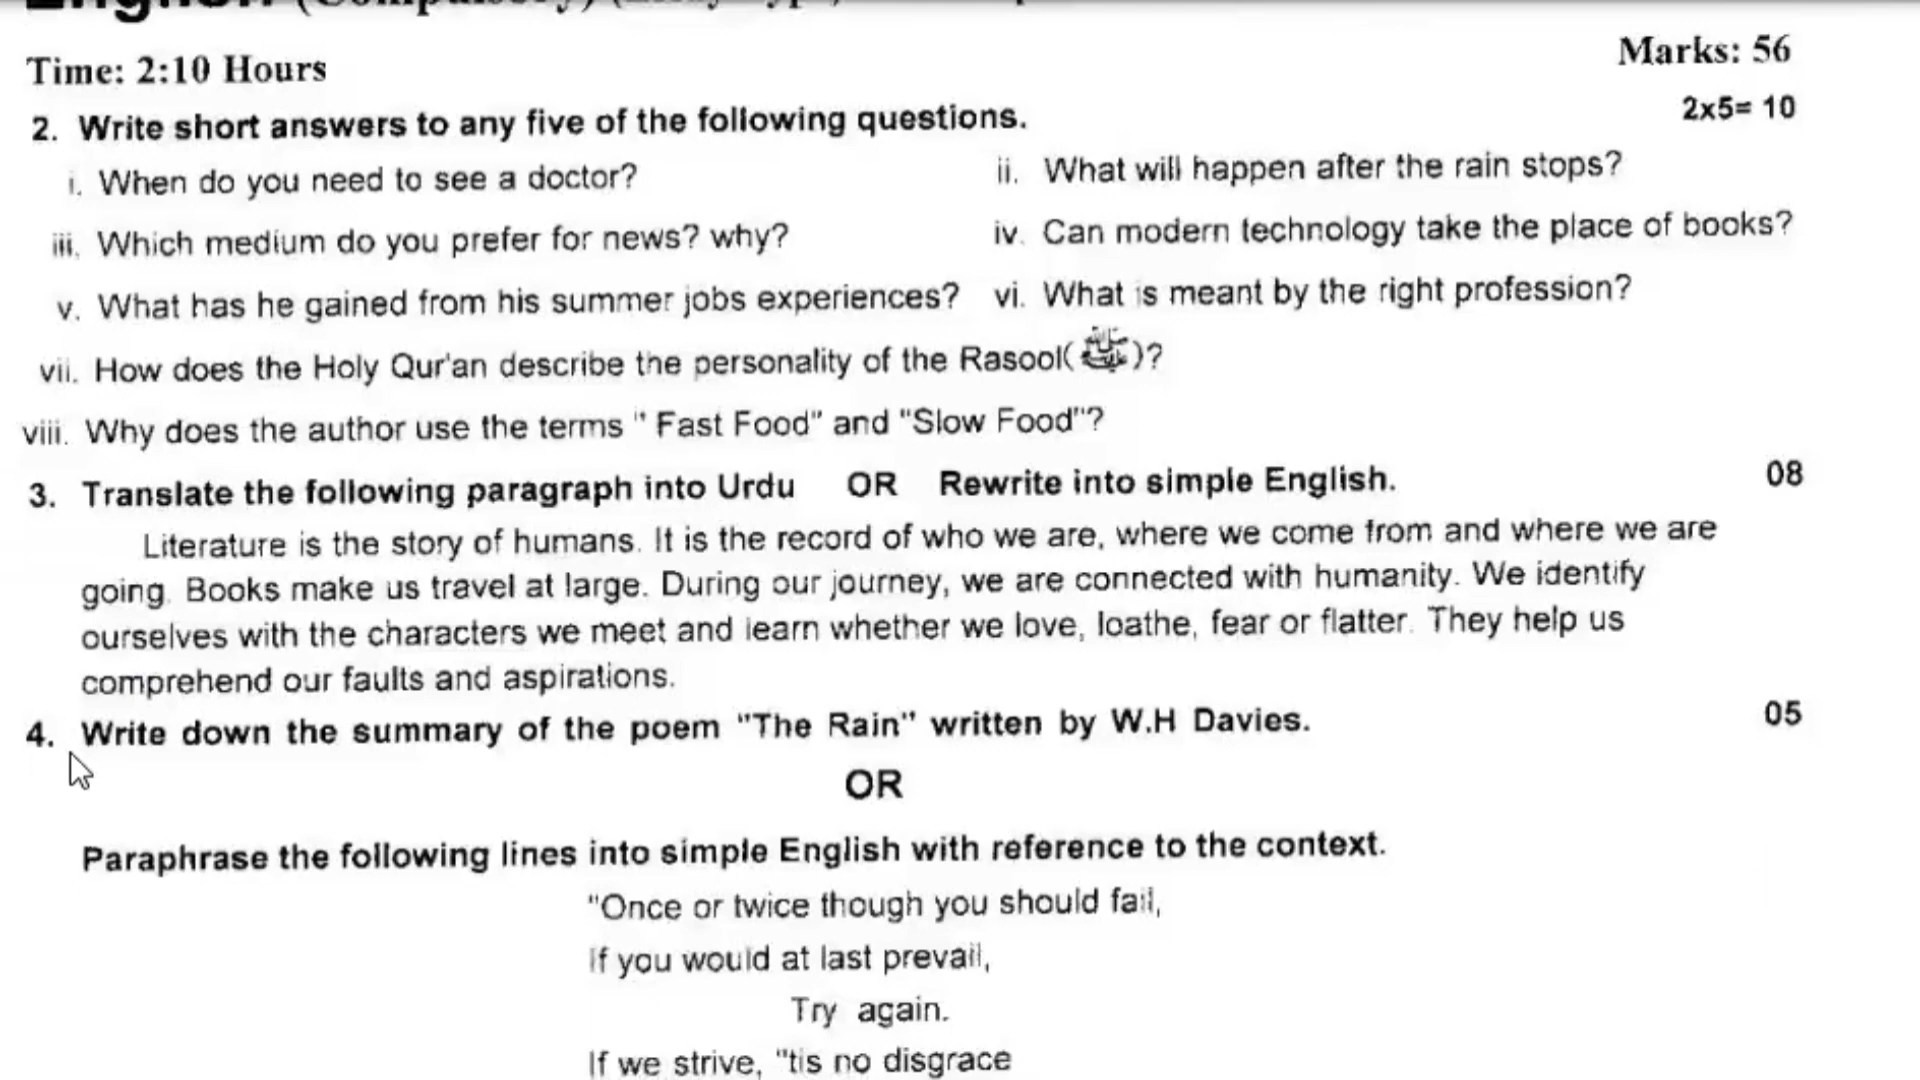 English (Compulsory)
Time: 2:10 Hours
Marks: 56
2. Write short answers to any five of the following questions. 2x5= 10
i. When do you need to see a doctor? ii. What will happen after the rain stops?
iii. Which medium do you prefer for news? why? iv. Can modern technology take the place of books?
v. What has he gained from his summer jobs experiences? vi. What is meant by the right profession?
vii. How does the Holy Qur'an describe the personality of the Rasool(ﷺ)?
viii. Why does the author use the terms " Fast Food" and "Slow Food"?
3. Translate the following paragraph into Urdu OR Rewrite into simple English. 08
Literature is the story of humans. It is the record of who we are, where we come from and where we are
going. Books make us travel at large. During our journey, we are connected with humanity. We identify
ourselves with the characters we meet and learn whether we love, loathe, fear or flatter. They help us
comprehend our faults and aspirations.
4. Write down the summary of the poem "The Rain" written by W.H Davies. 05
OR
Paraphrase the following lines into simple English with reference to the context.
"Once or twice though you should fail,
If you would at last prevail,
Try again.
If we strive, "tis no disgrace